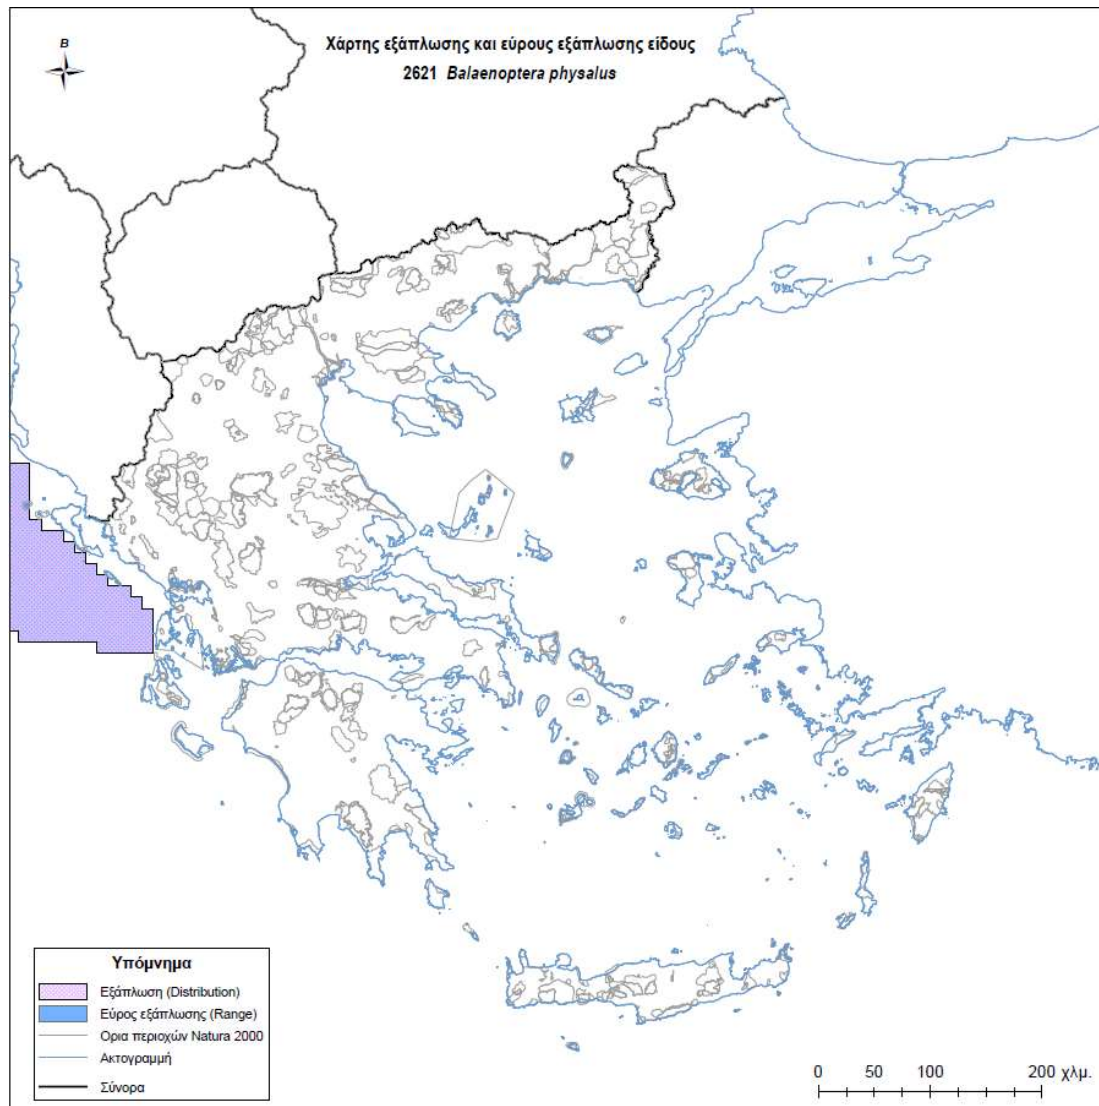 Χάρτης εξάπλωσης και εύρους εξάπλωσης είδους
2621 Balaenoptera physalus
Β
Υπόμνημα
Εξάπλωση (Distribution)
Εύρος εξάπλωσης (Range)
Ορια περιοχών Natura 2000
Ακτογραμμή
Σύνορα
0 50 100 200 χλμ.